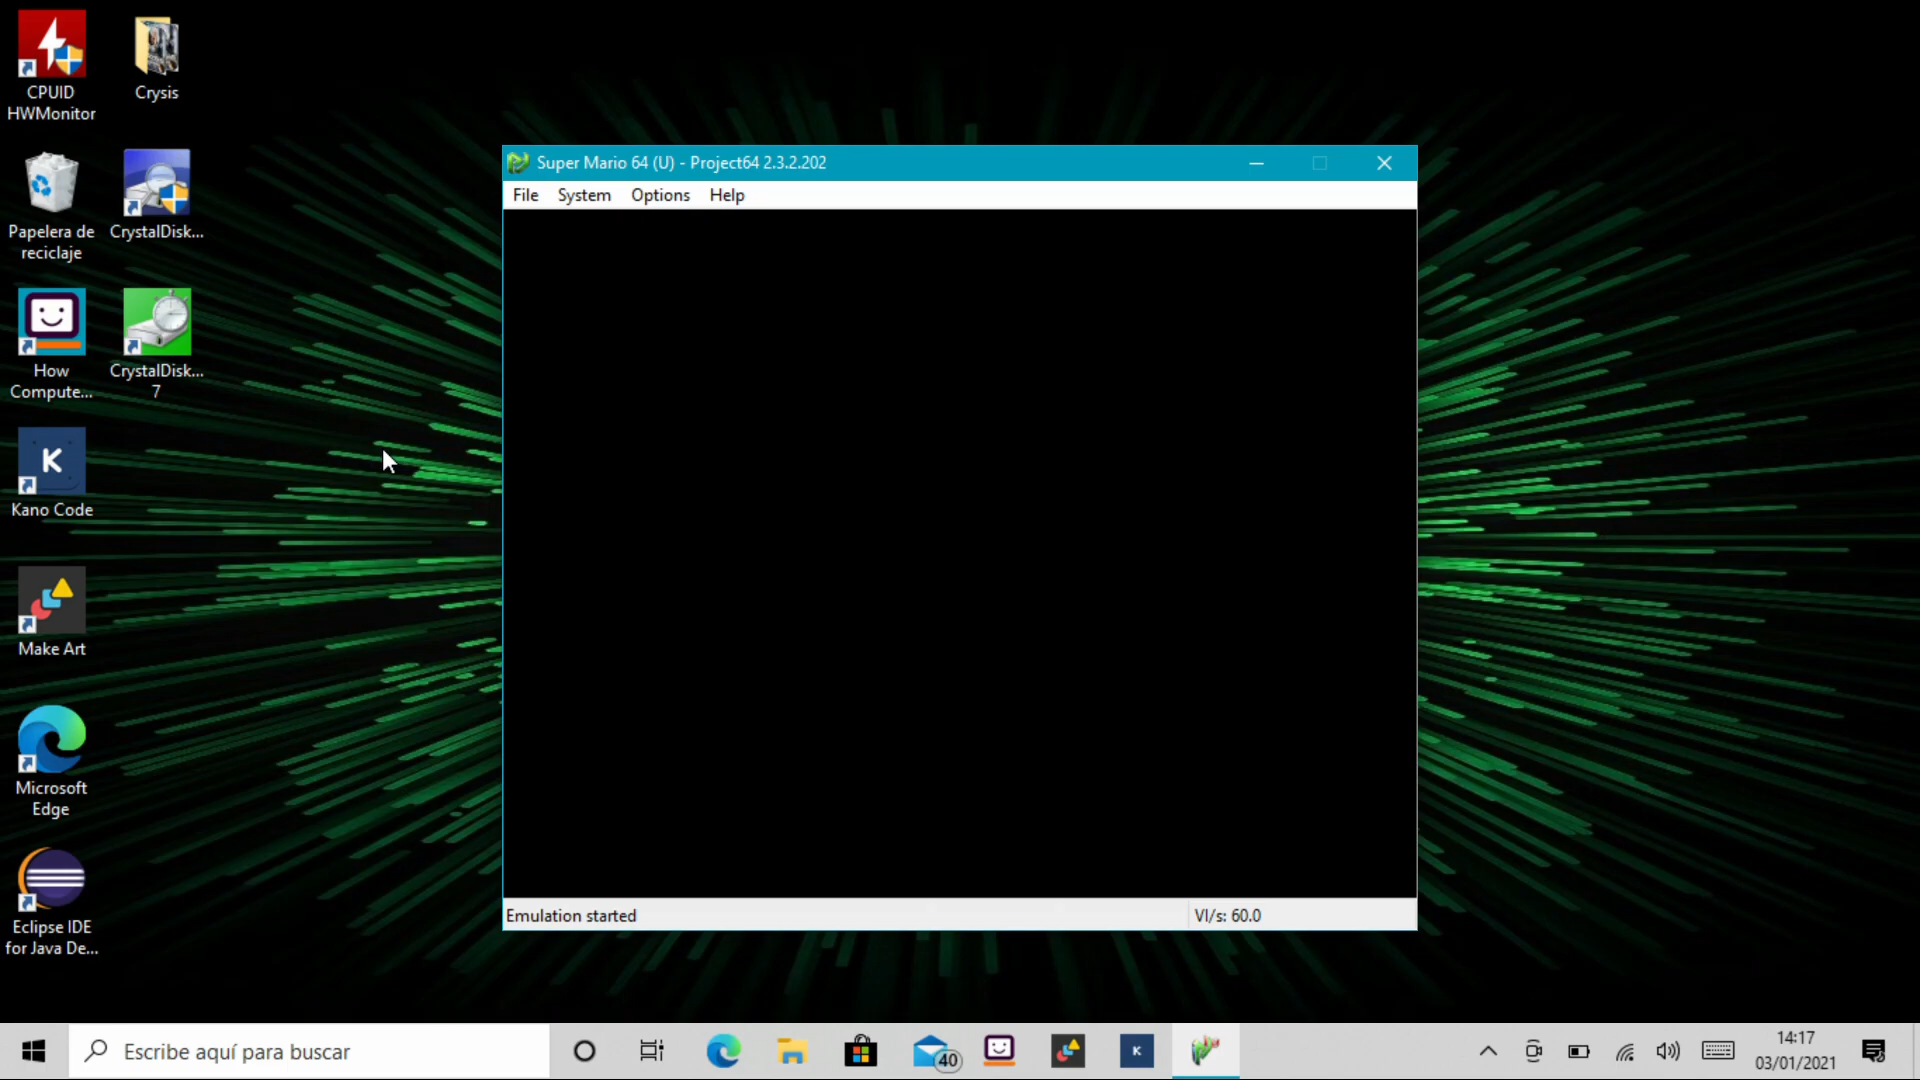 CPUID
HWMonitor
Crysis
Papelera de
reciclaje
CrystalDisk...
How
Compute...
CrystalDisk...
7
K
Kano Code
Make Art
Microsoft
Edge
Eclipse IDE
for Java De...
Super Mario 64 (U) - Project64 2.3.2.202
File System Options Help
Emulation started
VI/s: 60.0
Escribe aquí para buscar
40
K
14:17
03/01/2021